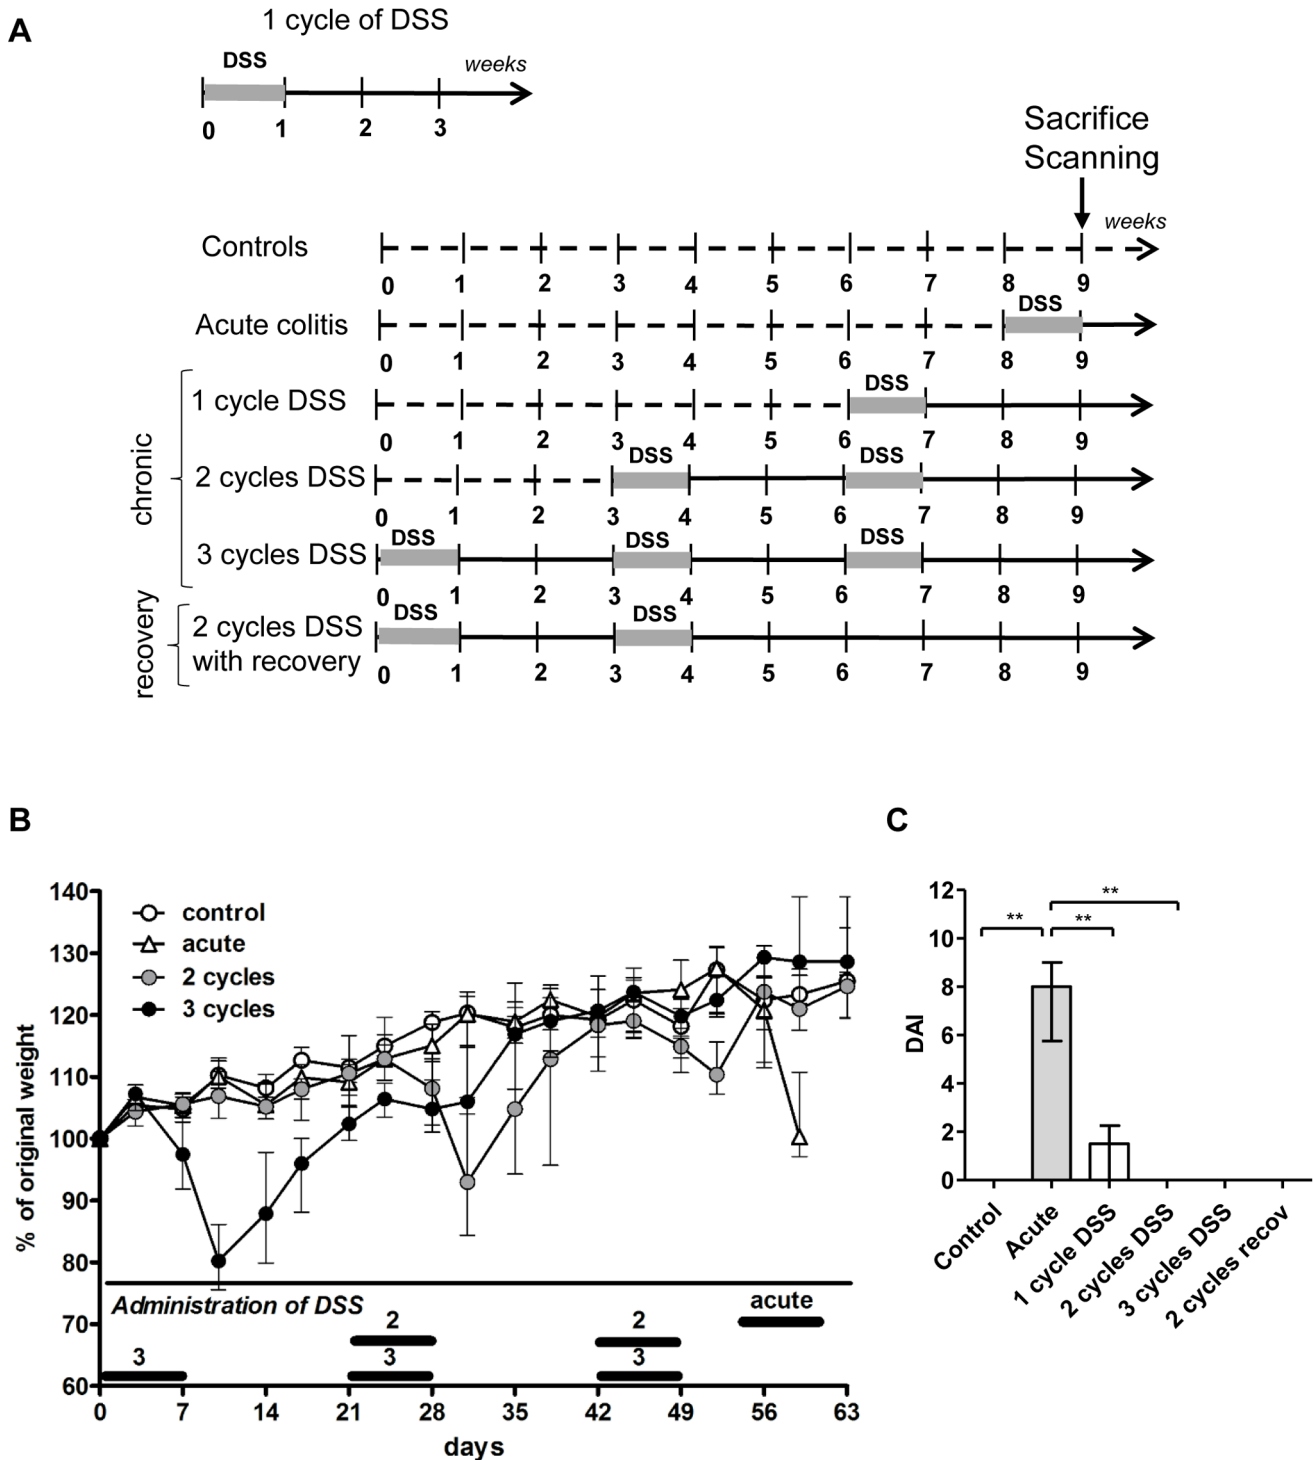 A
1 cycle of DSS
DSS
weeks
0 1 2 3
Sacrifice
Scanning
weeks
Controls
0 1 2 3 4 5 6 7 8 9
DSS
Acute colitis
0 1 2 3 4 5 6 7 8 9
DSS
1 cycle DSS
0 1 2 3 4 5 6 7 8 9
chronic
DSS DSS
2 cycles DSS
0 1 2 3 4 5 6 7 8 9
DSS DSS DSS
3 cycles DSS
0 1 2 3 4 5 6 7 8 9
recovery
DSS DSS
2 cycles DSS
with recovery
0 1 2 3 4 5 6 7 8 9
B
% of original weight
140
130
120
110
100
90
80
70
60
control
acute
2 cycles
3 cycles
Administration of DSS
acute
2 2
3 3 3
0 7 14 21 28 35 42 49 56 63
days
C
DAI
12
10
8
6
4
2
0
**
** **
Control
Acute
1 cycle DSS
2 cycles DSS
3 cycles DSS
2 cycles recov